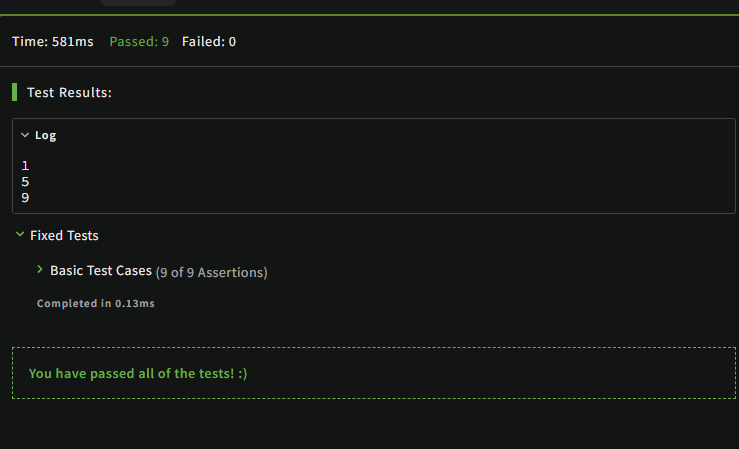 Time: 581ms Passed: 9 Failed: 0
Test Results:
Log
1
5
9
Fixed Tests
Basic Test Cases (9 of 9 Assertions)
Completed in 0.13ms
You have passed all of the tests! :)